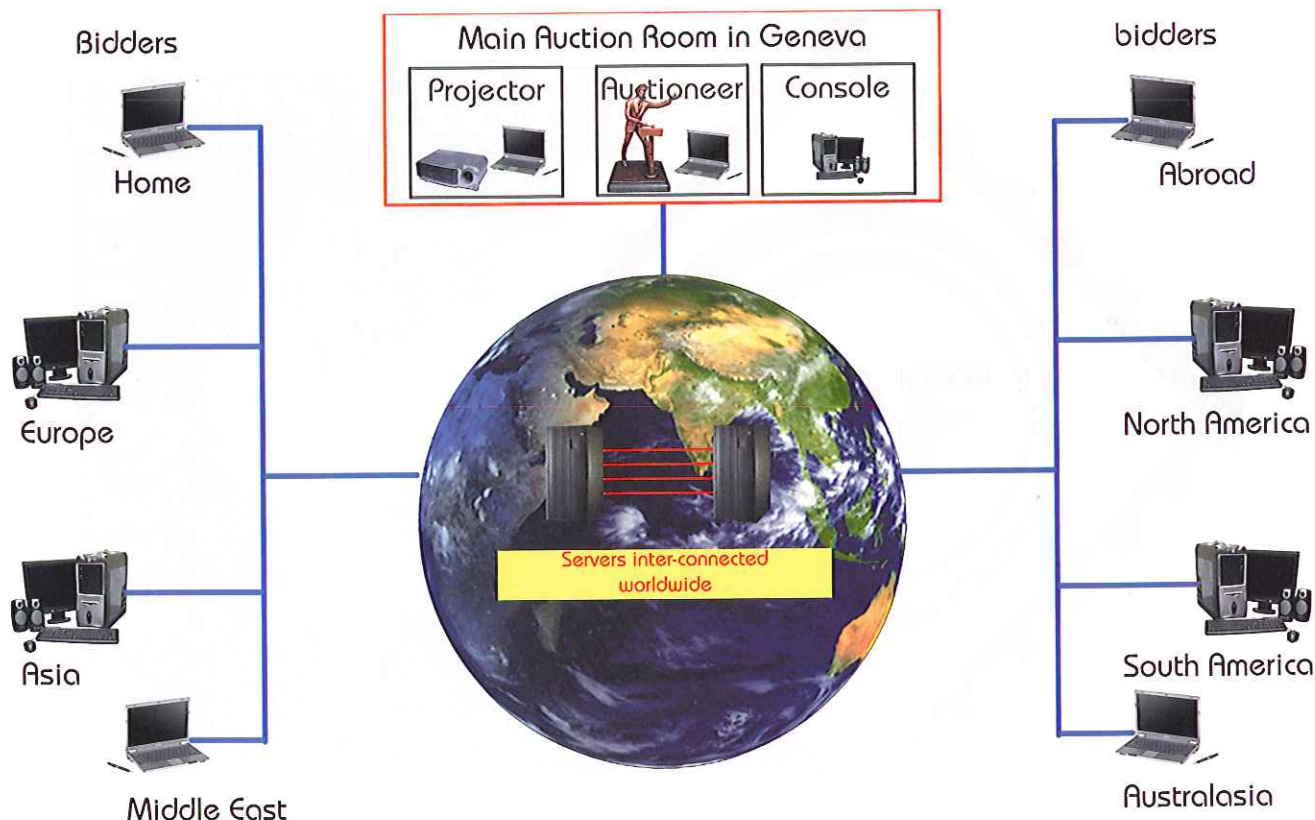 Bidders
Home
Europe
Asia
Middle East
Main Auction Room in Geneva
Projector
Auctioneer
Console
Servers inter-connected
worldwide
bidders
Abroad
North America
South America
Australasia